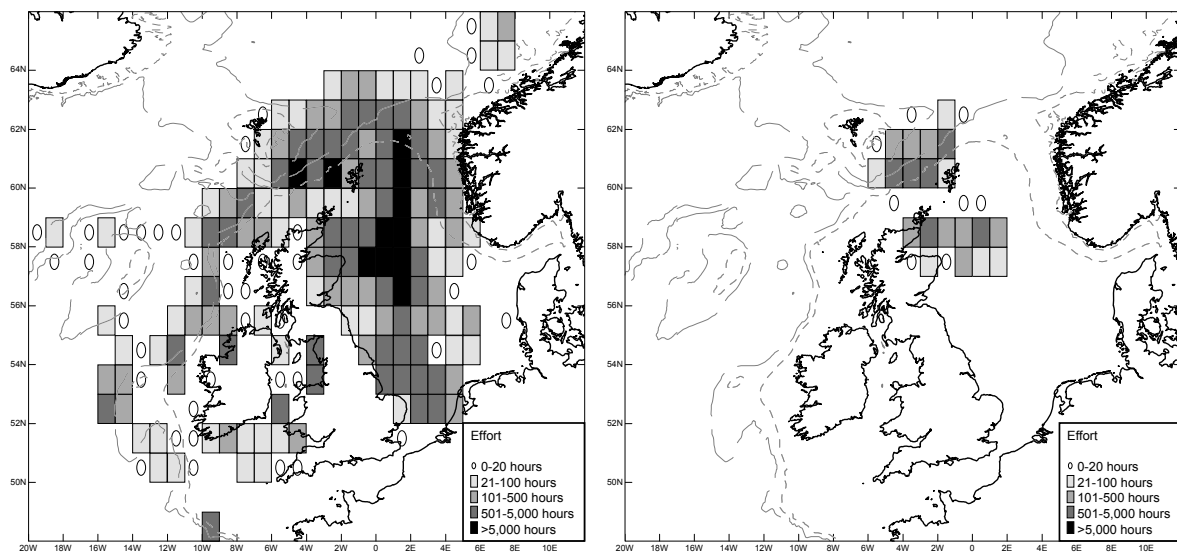 64N
62N
60N
58N
56N
54N
52N
50N
20W 18W 16W 14W 12W 10W 8W 6W 4W 2W 0 2E 4E 6E 8E 10E
Effort
0-20 hours
21-100 hours
101-500 hours
501-5,000 hours
>5,000 hours
64N
62N
60N
58N
56N
54N
52N
50N
20W 18W 16W 14W 12W 10W 8W 6W 4W 2W 0 2E 4E 6E 8E 10E
Effort
0-20 hours
21-100 hours
101-500 hours
501-5,000 hours
>5,000 hours